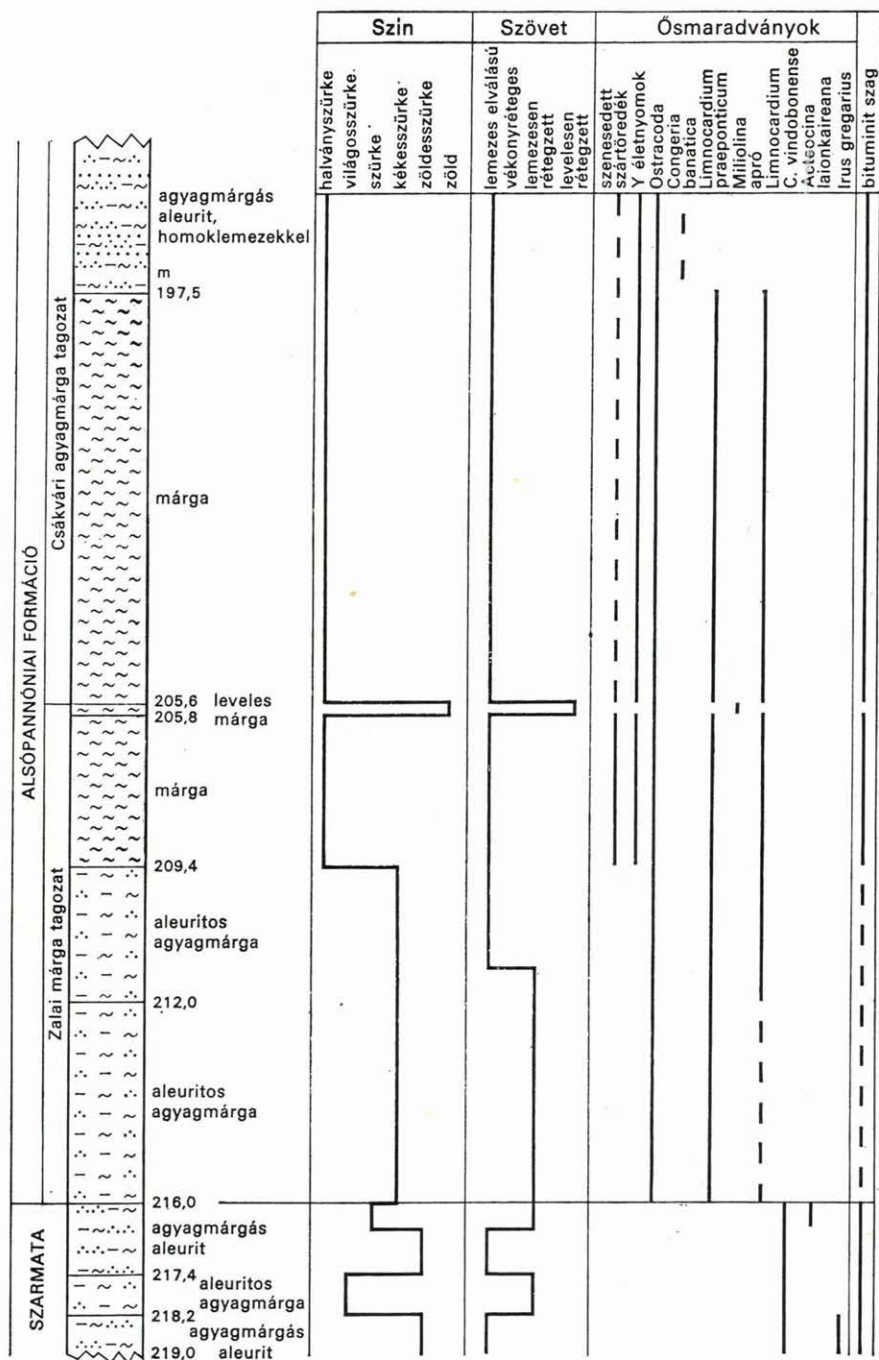 Szin
Szövet
Ősmaradványok
halványszürke
világosszürke.
szürke
kékesszürke
zöldesszürke
zöld
lemezes elválású
vékonyréteges
lemezesen
rétegzett
levelesen
rétegzett
szenesedett
szártöredék
Y életnyomok
Ostracoda
Congeria
banatica
Limnocardium
praeponticum
Miliolina
apró
Limnocardium
C. vindobonense
Acteocina
laionkaireana
Irus gregarius
bituminit szag
ALSÓPANNÓNIAI FORMÁCIÓ
SZARMATA
Csákvári agyagmárga tagozat
Zalai márga tagozat
agyagmárgás
aleurit,
homoklemezekkel
m
197,5
márga
205,6 leveles
205,8 márga
márga
209,4
aleuritos
agyagmárga
212,0
aleuritos
agyagmárga
216,0
agyagmárgás
aleurit
217,4
aleuritos
agyagmárga
218,2
agyagmárgás
219,0 aleurit